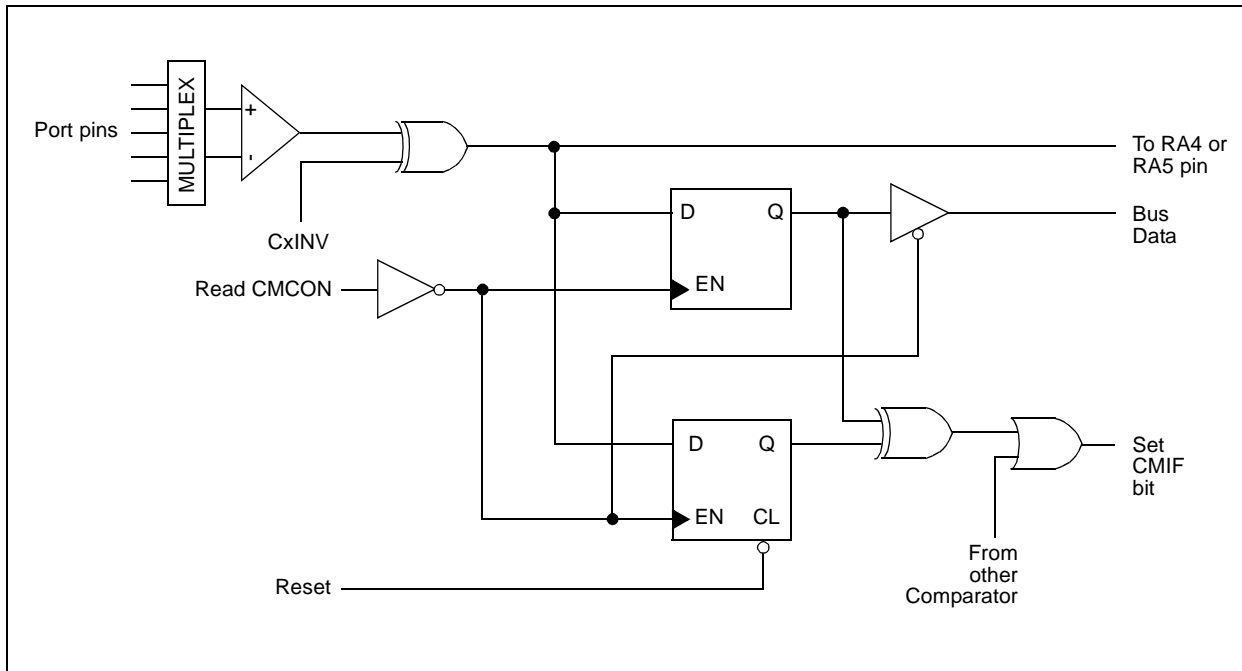 MULTIPLEX
Port pins
+
-
CxINV
To RA4 or
RA5 pin
D
Q
EN
Bus
Data
Read CMCON
D
Q
EN
CL
Set
CMIF
bit
From
other
Comparator
Reset